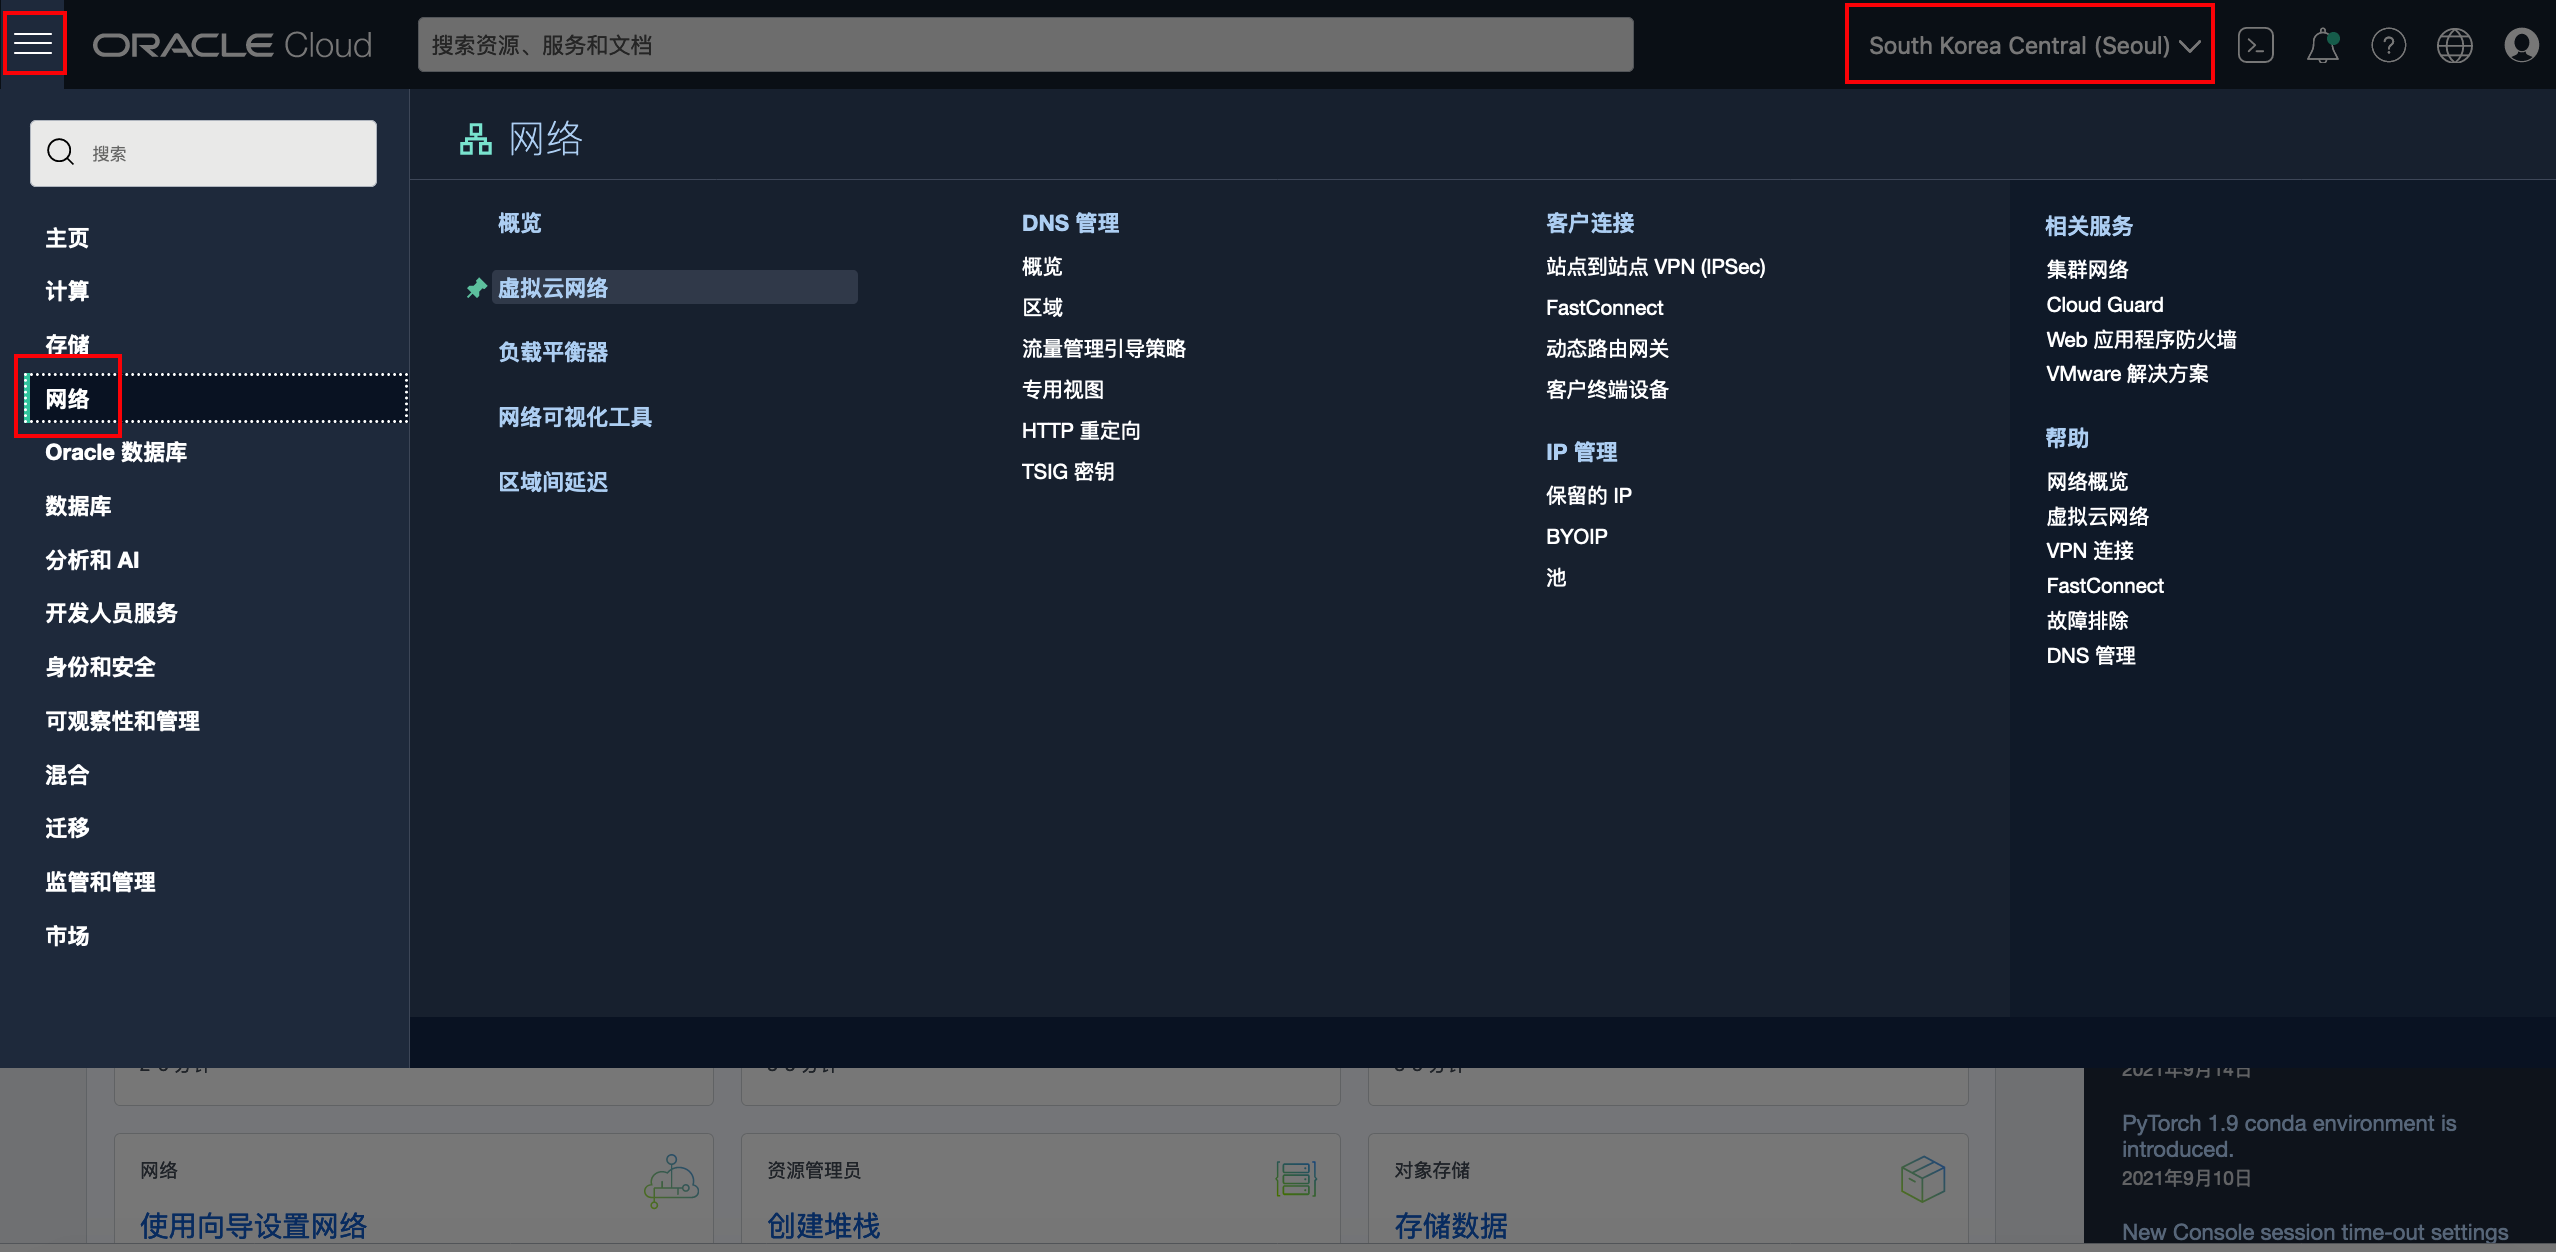 ORACLE Cloud
搜索资源、服务和文档
South Korea Central (Seoul)
搜索
主页
计算
存储
网络
Oracle 数据库
数据库
分析和 AI
开发人员服务
身份和安全
可观察性和管理
混合
迁移
监管和管理
市场
网络
概览
虚拟云网络
负载平衡器
网络可视化工具
区域间延迟
DNS 管理
概览
区域
流量管理引导策略
专用视图
HTTP 重定向
TSIG 密钥
客户连接
站点到站点 VPN (IPSec)
FastConnect
动态路由网关
客户终端设备
IP 管理
保留的 IP
BYOIP
池
相关服务
集群网络
Cloud Guard
Web 应用程序防火墙
VMware 解决方案
帮助
网络概览
虚拟云网络
VPN 连接
FastConnect
故障排除
DNS 管理
2021年9月14日
PyTorch 1.9 conda environment is
introduced.
2021年9月10日
New Console session time-out settings
网络
使用向导设置网络
资源管理员
创建堆栈
对象存储
存储数据